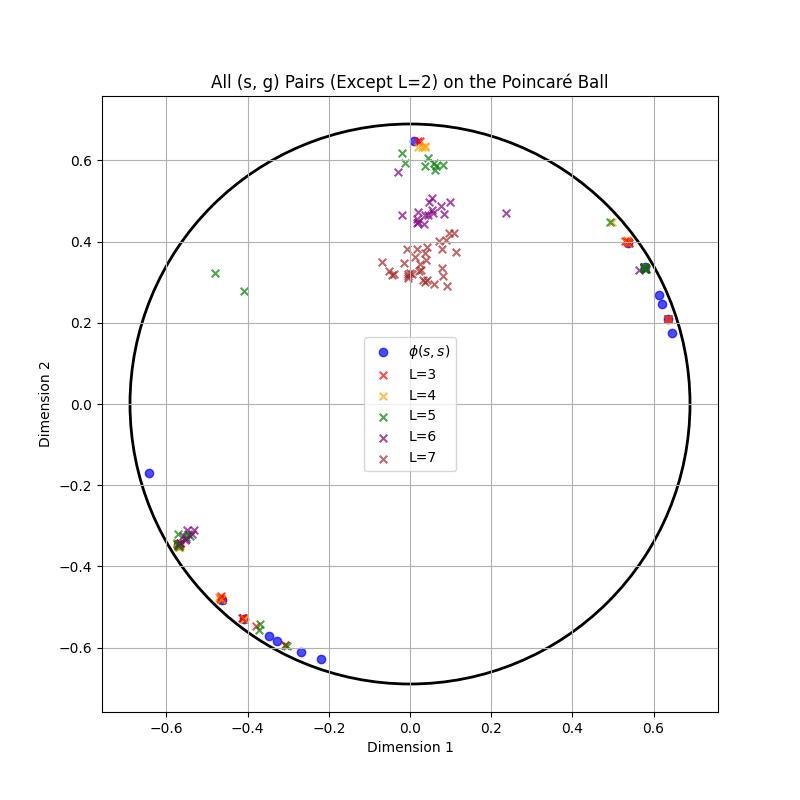 All (s, g) Pairs (Except L=2) on the Poincaré Ball
0.6
0.4
0.2
0.0
−0.2
−0.4
−0.6
Dimension 2
ϕ(s, s)
L=3
L=4
L=5
L=6
L=7
−0.6 −0.4 −0.2 0.0 0.2 0.4 0.6
Dimension 1